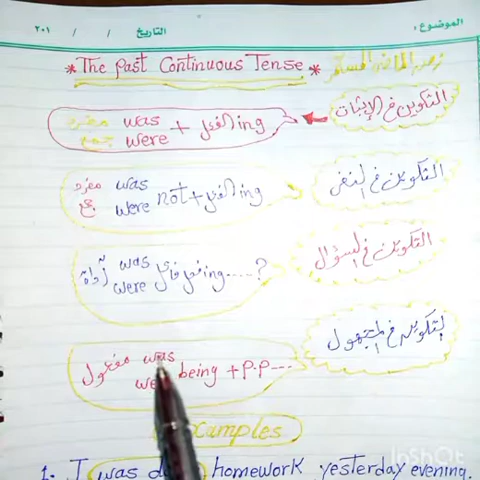 الموضوع: التاريخ / / ٢٠١
*The Past Continuous Tense* زمن الماضي المستمر
التكوين في الإثبات
مفرد was
جمع were + الفعل ing
التكوين في النفي
مفرد was
جمع were not + الفعل ing
التكوين في السؤال
أداة was
were فاعل فعل ing....?
التكوين في المجهول
مفعول was
were being + P.P...
Examples
1- I was doing homework yesterday evening.
InShOt